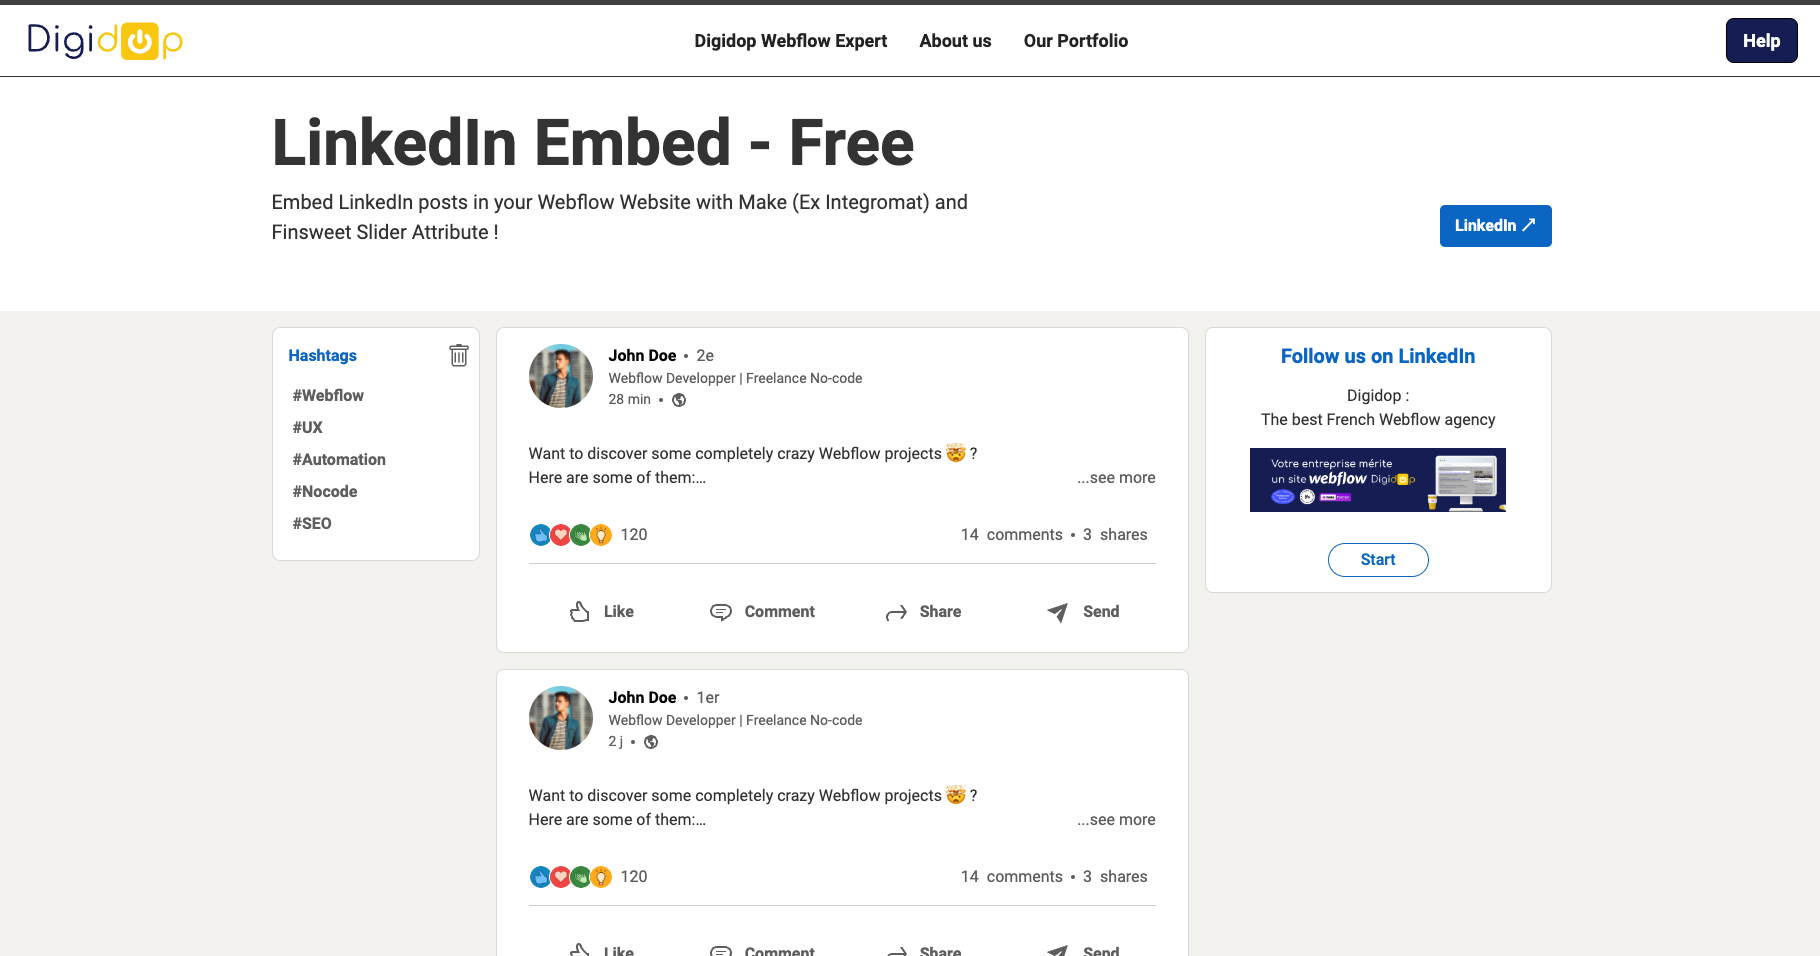 Digidop
Digidop Webflow Expert
About us
Our Portfolio
Help
LinkedIn Embed - Free
Embed LinkedIn posts in your Webflow Website with Make (Ex Integromat) and
Finsweet Slider Attribute !
LinkedIn ↗
Hashtags
#Webflow
#UX
#Automation
#Nocode
#SEO
John Doe • 2e
Webflow Developper | Freelance No-code
28 min •
Want to discover some completely crazy Webflow projects 🤯 ?
Here are some of them:...
...see more
120
14 comments • 3 shares
Like
Comment
Share
Send
John Doe • 1er
Webflow Developper | Freelance No-code
2 j •
Want to discover some completely crazy Webflow projects 🤯 ?
Here are some of them:...
...see more
120
14 comments • 3 shares
Like
Comment
Share
Send
Follow us on LinkedIn
Digidop :
The best French Webflow agency
Votre entreprise mérite
un site webflow Digidop
Start